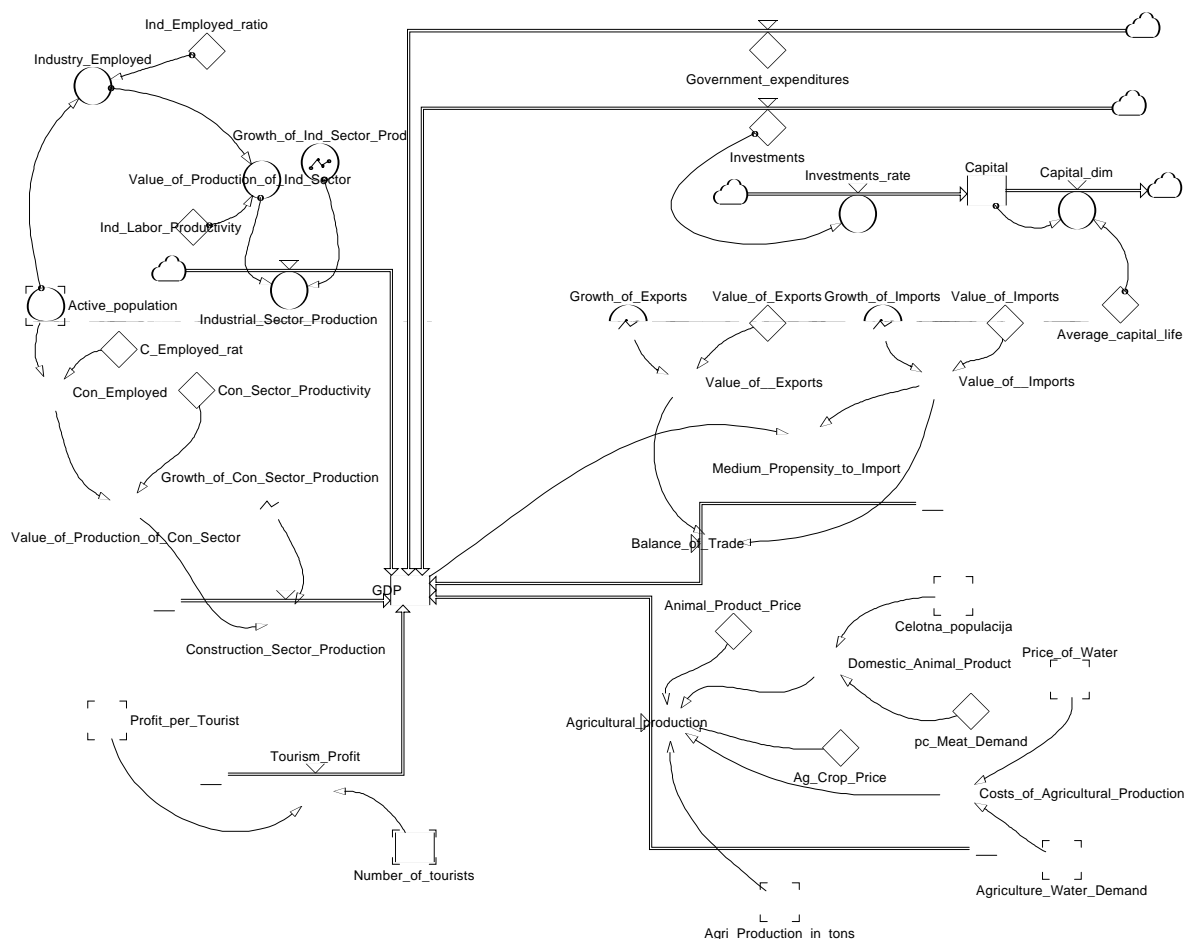 Ind_Employed_ratio
Industry_Employed
Government_expenditures
Growth_of_Ind_Sector_Prod
Investments
Value_of_Production_of_Ind_Sector
Capital
Investments_rate
Capital_dim
Ind_Labor_Productivity
Active_population
Industrial_Sector_Production
Growth_of_Exports
Value_of_Exports
Growth_of_Imports
Value_of_Imports
Average_capital_life
C_Employed_rat
Con_Employed
Con_Sector_Productivity
Value_of__Exports
Value_of__Imports
Growth_of_Con_Sector_Production
Medium_Propensity_to_Import
Value_of_Production_of_Con_Sector
Balance_of_Trade
GDP
Animal_Product_Price
Celotna_populacija
Construction_Sector_Production
Domestic_Animal_Product
Price_of_Water
Profit_per_Tourist
Agricultural_production
pc_Meat_Demand
Tourism_Profit
Ag_Crop_Price
Costs_of_Agricultural_Production
Number_of_tourists
Agriculture_Water_Demand
Agri_Production_in_tons